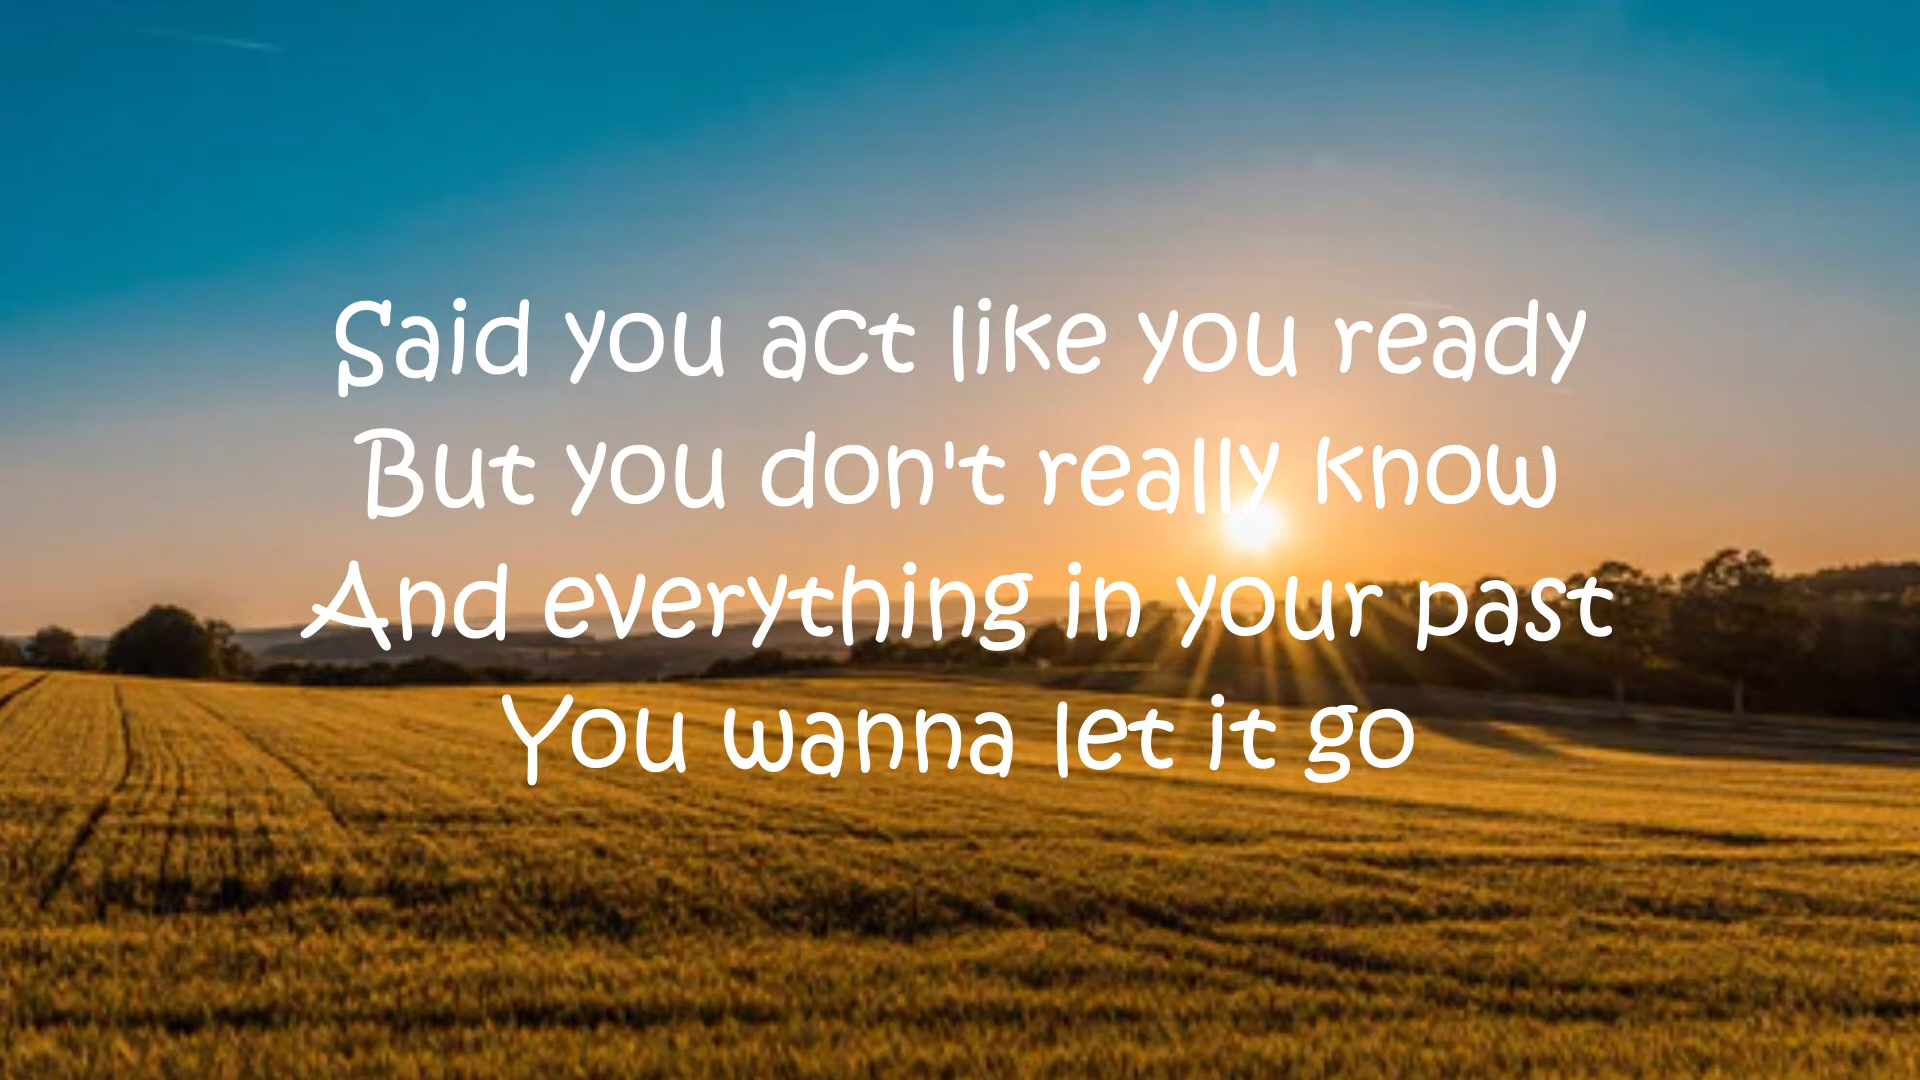 Said you act like you ready
But you don't really know
And everything in your past
You wanna let it go